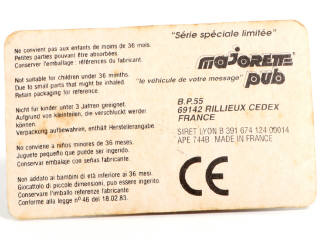 "Série spéciale limitée"
Ne convient pas aux enfants de moins de 36 mois.
Petites parties pouvant être absorbées.
Conserver l'emballage : références du fabricant.
majorette
"le véhicule de votre message" pub
Not suitable for children under 36 months.
Due to small parts that might be inhaled.
Retain packaging for reference.
Nicht für kinder unter 3 Jahren geeignet.
Aufgrund von kleinteilen, die verschluckt werden
können.
Verpackung aufbewahren, enthält Herstellerangabe.
B.P.55
69142 RILLIEUX CEDEX
FRANCE
SIRET LYON B 391 674 124 00014
APE 744B MADE IN FRANCE
No conviene a niños menores de 36 mese.
Juguete pequeño que puede ser ingerido.
Conservar embalaje con señas fabricante.
Non addato ai bambini di età inferiore ai 36 mesi
Giocattolo di piccole dimensioni, può essere ingerito.
Conservare embalaggio con referenze fabricante.
Conforme alla legge n°46 del 18.02.83.
CE